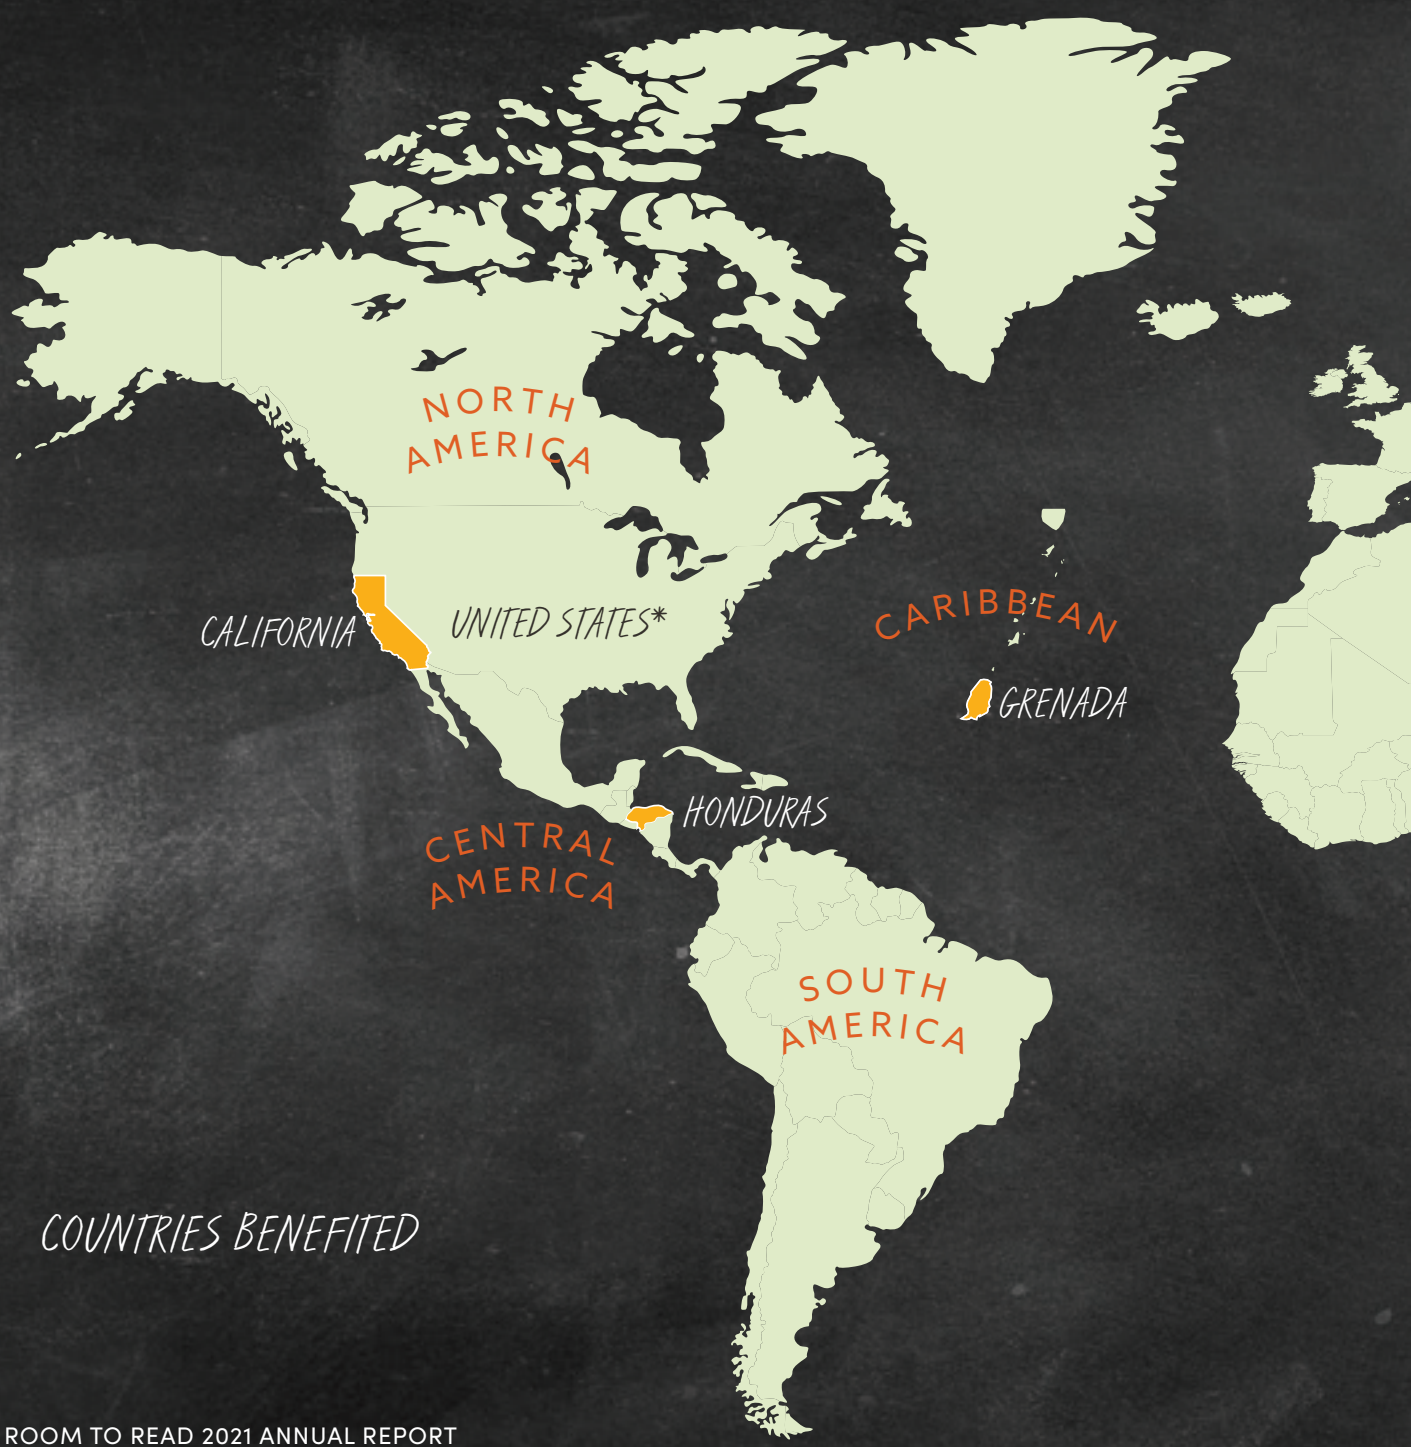 NORTH
AMERICA
CALIFORNIA
UNITED STATES*
CARIBBEAN
GRENADA
HONDURAS
CENTRAL
AMERICA
SOUTH
AMERICA
COUNTRIES BENEFITED
ROOM TO READ 2021 ANNUAL REPORT